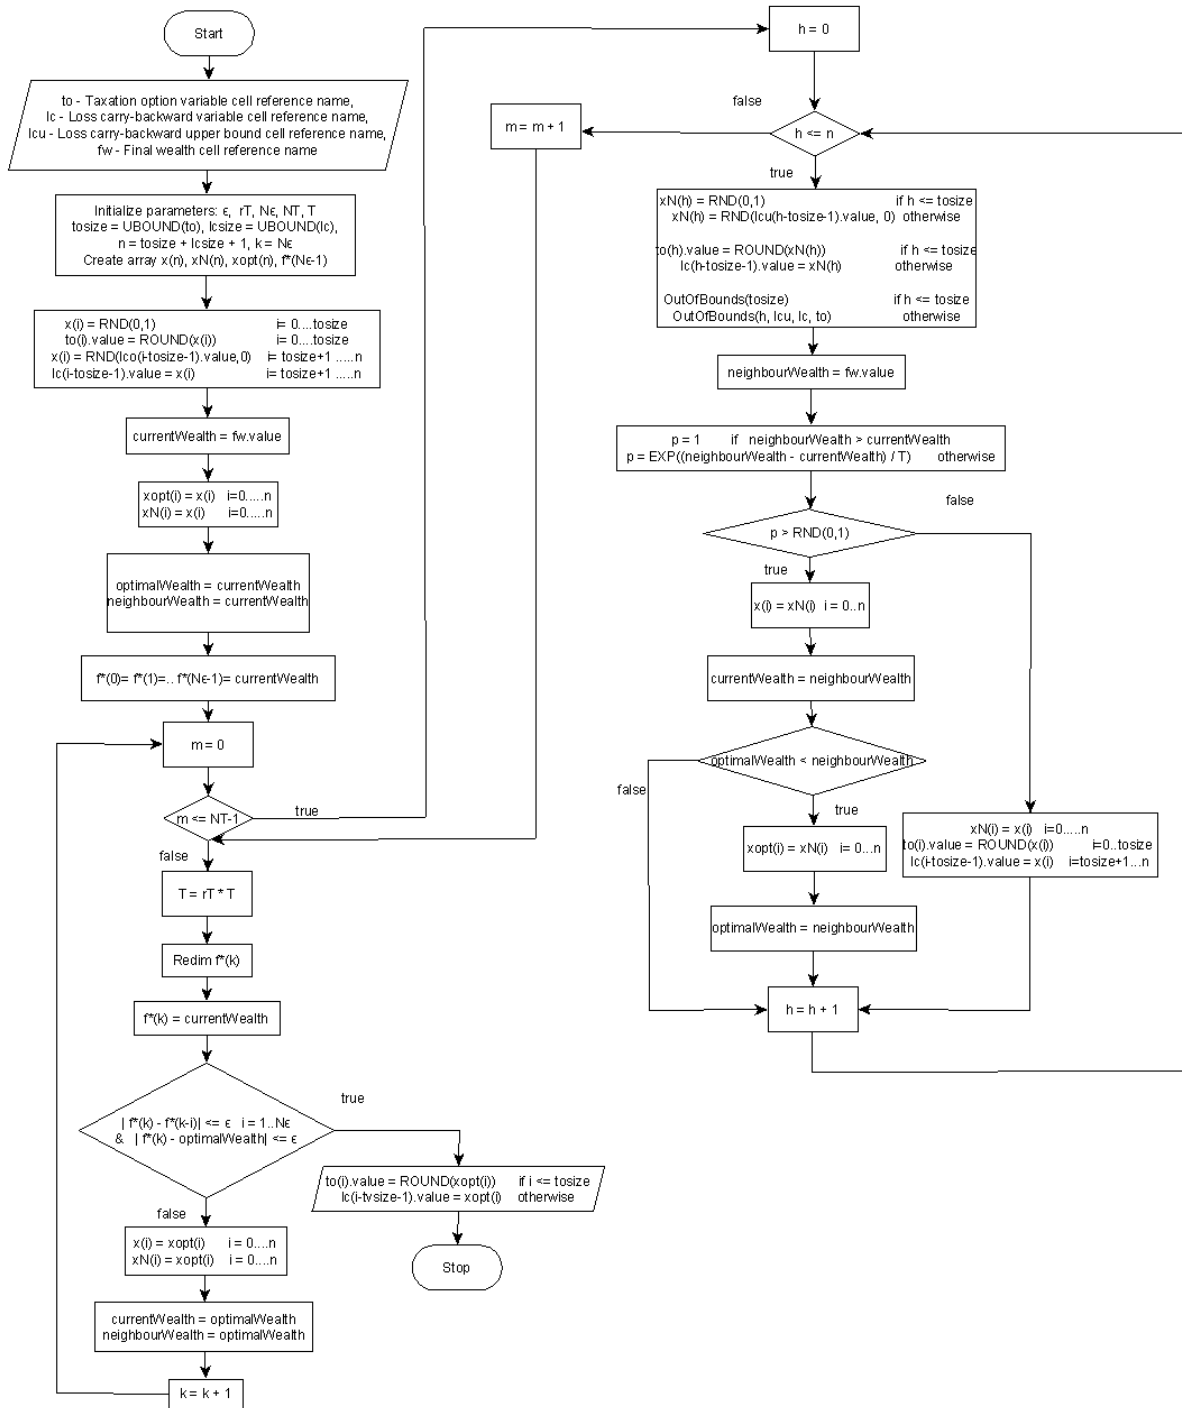 Start
to - Taxation option variable cell reference name,
lc - Loss carry-backward variable cell reference name,
lcu - Loss carry-backward upper bound cell reference name,
fw - Final wealth cell reference name
Initialize parameters: ϵ, rT, Nϵ, NT, T
tosize = UBOUND(to), lcsize = UBOUND(lc),
n = tosize + lcsize + 1, k = Nϵ
Create array x(n), xN(n), xopt(n), f*(Nϵ-1)
x(i) = RND(0,1) i= 0....tosize
to(i).value = ROUND(x(i)) i= 0....tosize
x(i) = RND(lco(i-tosize-1).value,0) i= tosize+1 .....n
lc(i-tosize-1).value = x(i) i= tosize+1 .....n
currentWealth = fw.value
xopt(i) = x(i) i=0.....n
xN(i) = x(i) i=0.....n
optimalWealth = currentWealth
neighbourWealth = currentWealth
f*(0)= f*(1)=.. f*(Nϵ-1)= currentWealth
m = 0
m <= NT-1
true
false
T = rT * T
Redim f*(k)
f*(k) = currentWealth
| f*(k) - f*(k-i)| <= ϵ i = 1..Nϵ
& | f*(k) - optimalWealth| <= ϵ
true
false
to(i).value = ROUND(xopt(i)) if i <= tosize
lc(i-tvsize-1).value = xopt(i) otherwise
Stop
x(i) = xopt(i) i = 0....n
xN(i) = xopt(i) i = 0....n
currentWealth = optimalWealth
neighbourWealth = optimalWealth
k = k + 1
h = 0
false
m = m + 1
h <= n
true
xN(h) = RND(0,1) if h <= tosize
xN(h) = RND(lcu(h-tosize-1).value, 0) otherwise
to(h).value = ROUND(xN(h)) if h <= tosize
lc(h-tosize-1).value = xN(h) otherwise
OutOfBounds(tosize) if h <= tosize
OutOfBounds(h, lcu, lc, to) otherwise
neighbourWealth = fw.value
p = 1 if neighbourWealth > currentWealth
p = EXP((neighbourWealth - currentWealth) / T) otherwise
false
p > RND(0,1)
true
x(i) = xN(i) i = 0..n
currentWealth = neighbourWealth
optimalWealth < neighbourWealth
false
true
xopt(i) = xN(i) i = 0...n
xN(i) = x(i) i=0.....n
to(i).value = ROUND(x(i)) i=0..tosize
lc(i-tosize-1).value = x(i) i=tosize+1...n
optimalWealth = neighbourWealth
h = h + 1